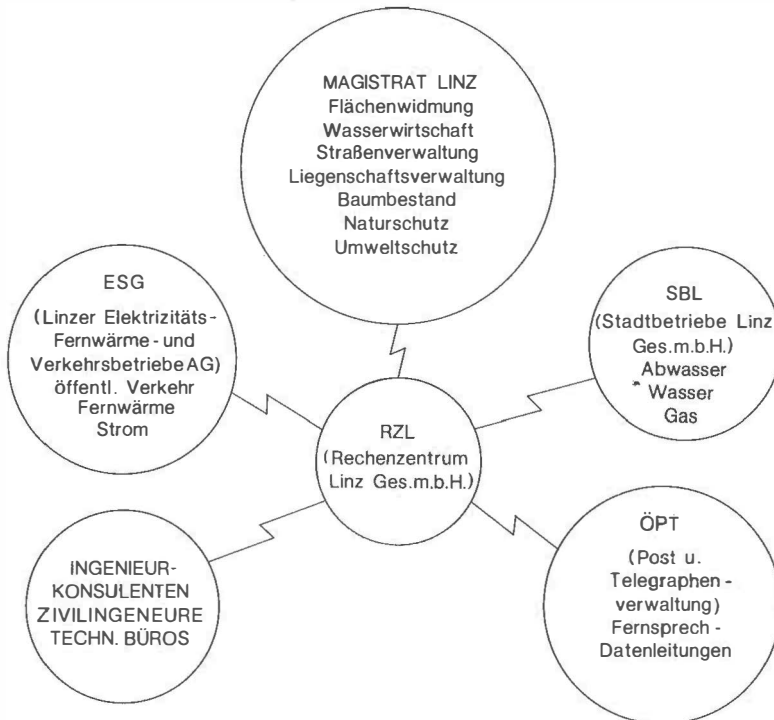 MAGISTRAT LINZ
Flächenwidmung
Wasserwirtschaft
Straßenverwaltung
Liegenschaftsverwaltung
Baumbestand
Naturschutz
Umweltschutz
ESG
(Linzer Elektrizitäts-
Fernwärme-und
Verkehrsbetriebe AG)
öffentl. Verkehr
Fernwärme
Strom
SBL
(Stadtbetriebe Linz
Ges.m.b.H.)
Abwasser
Wasser
Gas
RZL
(Rechenzentrum
Linz Ges.m.b.H.)
INGENIEUR-
KONSULENTEN
ZIVILINGENEURE
TECHN. BÜROS
ÖPT
(Post u.
Telegraphen-
verwaltung)
Fernsprech-
Datenleitungen